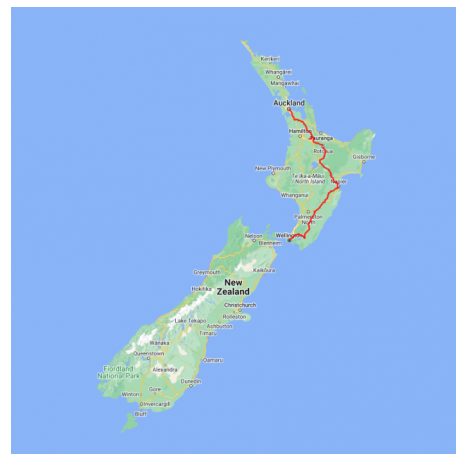 Kerikeri
Whangārei
Mangawhai
Auckland
Hamilton
Tauranga
Rotorua
Gisborne
Te Ika-a-Māui
/ North Island
New Plymouth
Napier
Whanganui
Palmerston
North
Wellington
Nelson
Blenheim
Kaikōura
Greymouth
Hokitika
New
Zealand
Christchurch
Rolleston
Lake Tekapo
Ashburton
Timaru
Wānaka
Queenstown
Oamaru
Fiordland
National Park
Alexandra
Dunedin
Gore
Winton
Invercargill
Bluff